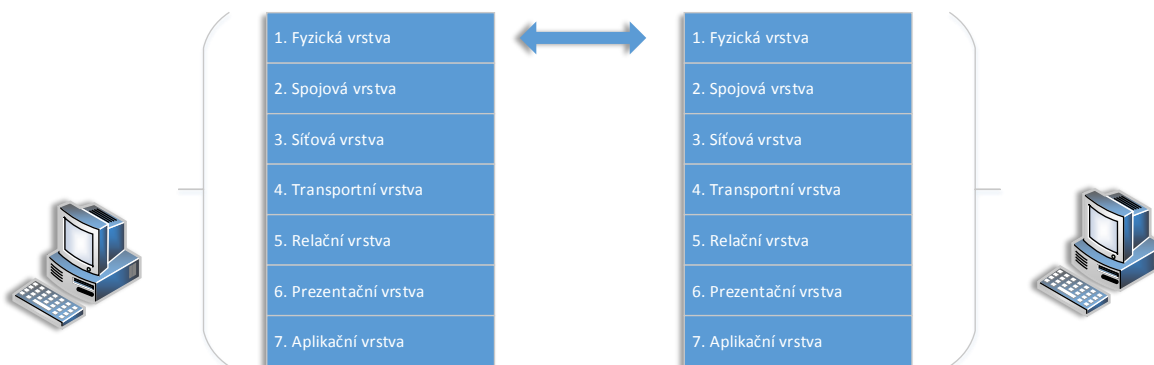 1. Fyzická vrstva
2. Spojová vrstva
3. Síťová vrstva
4. Transportní vrstva
5. Relační vrstva
6. Prezentační vrstva
7. Aplikační vrstva
1. Fyzická vrstva
2. Spojová vrstva
3. Síťová vrstva
4. Transportní vrstva
5. Relační vrstva
6. Prezentační vrstva
7. Aplikační vrstva